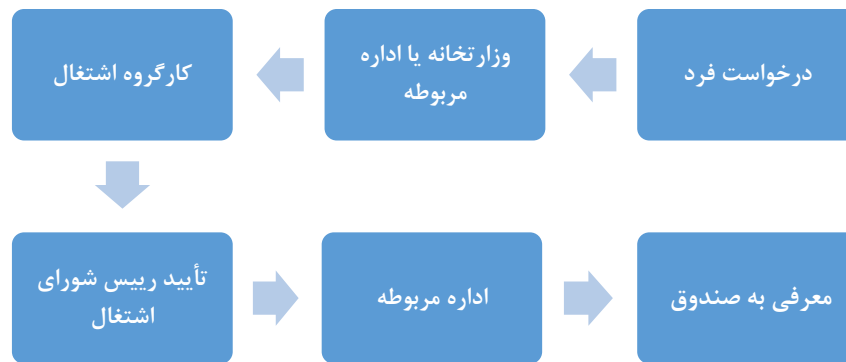 درخواست فرد
وزارتخانه یا اداره
مربوطه
کارگروه اشتغال
تأیید رییس شورای
اشتغال
اداره مربوطه
معرفی به صندوق